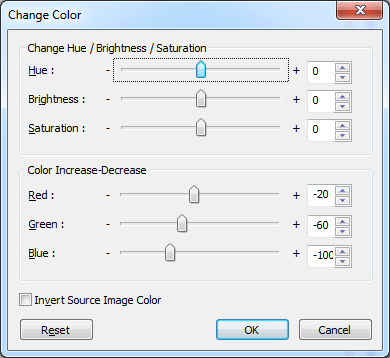 Change Color
Change Hue / Brightness / Saturation
Hue : - + 0
Brightness : - + 0
Saturation : - + 0
Color Increase-Decrease
Red : - + -20
Green : - + -60
Blue : - + -100
Invert Source Image Color
Reset OK Cancel